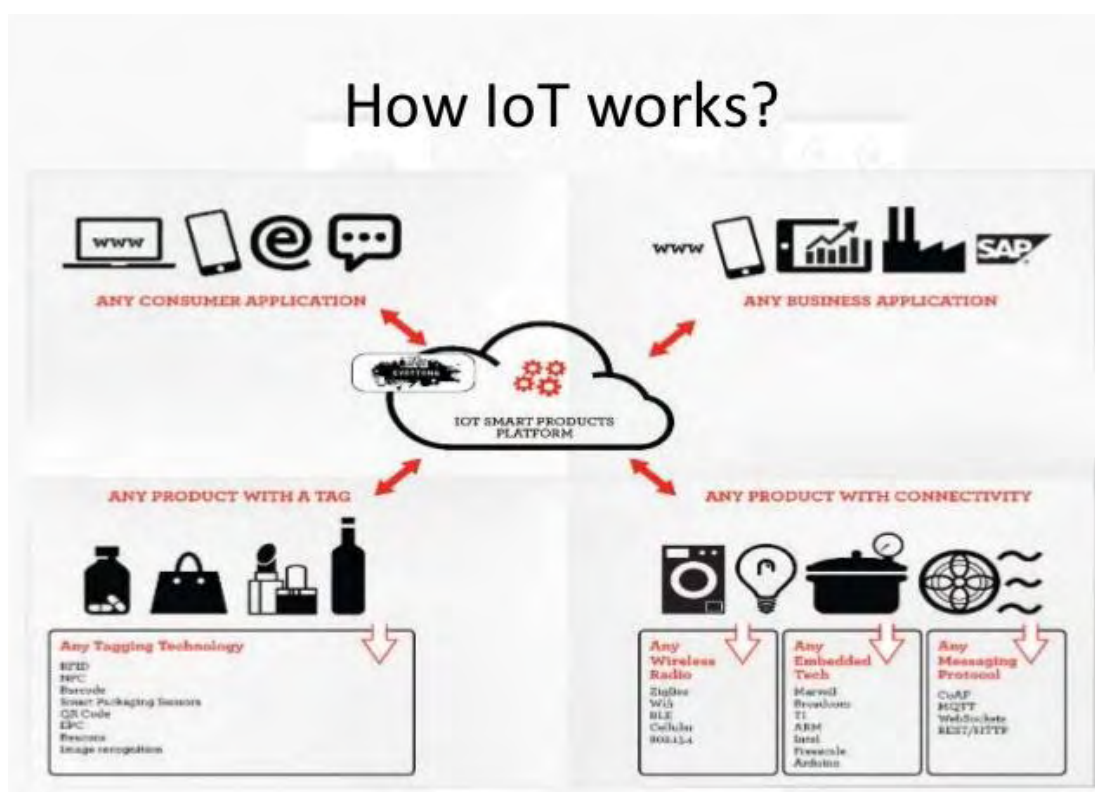 How IoT works?
www
www
SAP
ANY CONSUMER APPLICATION
ANY BUSINESS APPLICATION
IOT SMART PRODUCTS
PLATFORM
ANY PRODUCT WITH A TAG
ANY PRODUCT WITH CONNECTIVITY
Any Tagging Technology
RFID
NFC
Barcode
Smart Packaging Sensors
QR Code
EPC
Beacons
Image recognition
Any
Wireless
Radio
ZigBee
Wifi
BLE
Cellular
802.15.4
Any
Embedded
Tech
Marvell
Broadcom
TI
ARM
Intel
Freescale
Arduino
Any
Messaging
Protocol
CoAP
MQTT
WebSockets
REST/HTTP